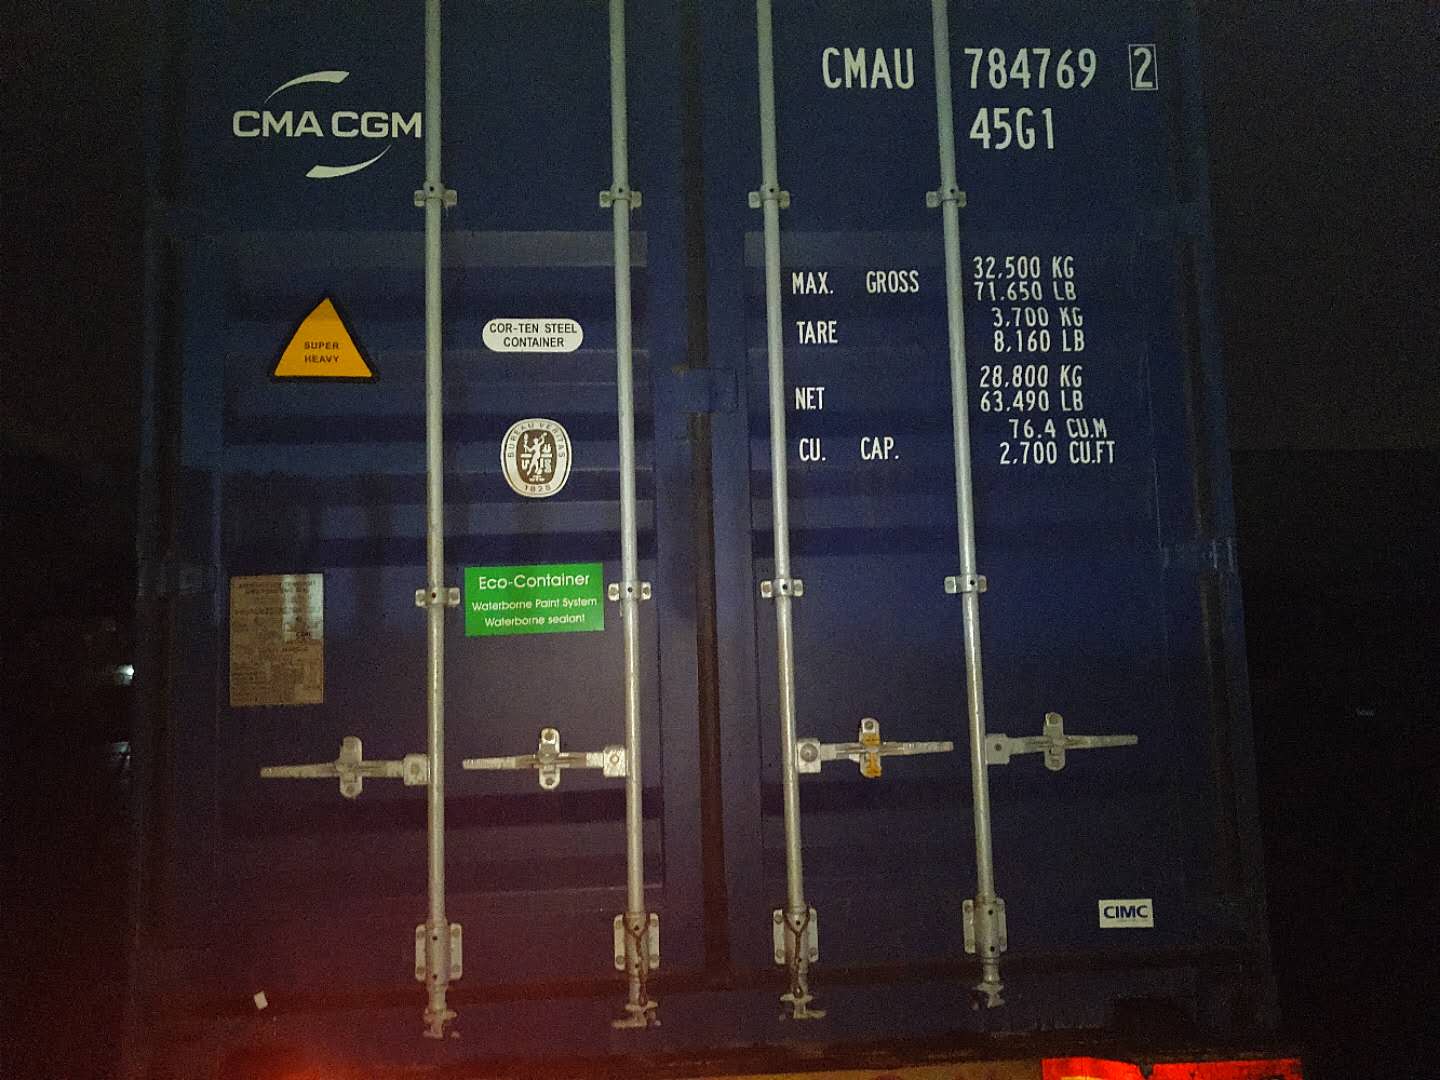 CMA CGM
CMAU 784769 2
45G1
MAX. GROSS 32.500 KG
71.650 LB
TARE 3,700 KG
8,160 LB
NET 28,800 KG
63,490 LB
CU. CAP. 76.4 CU.M
2,700 CU.FT
SUPER
HEAVY
COR-TEN STEEL
CONTAINER
BUREAU VERITAS
1828
Eco-Container
Waterborne Paint System
Waterborne sealant
CIMC